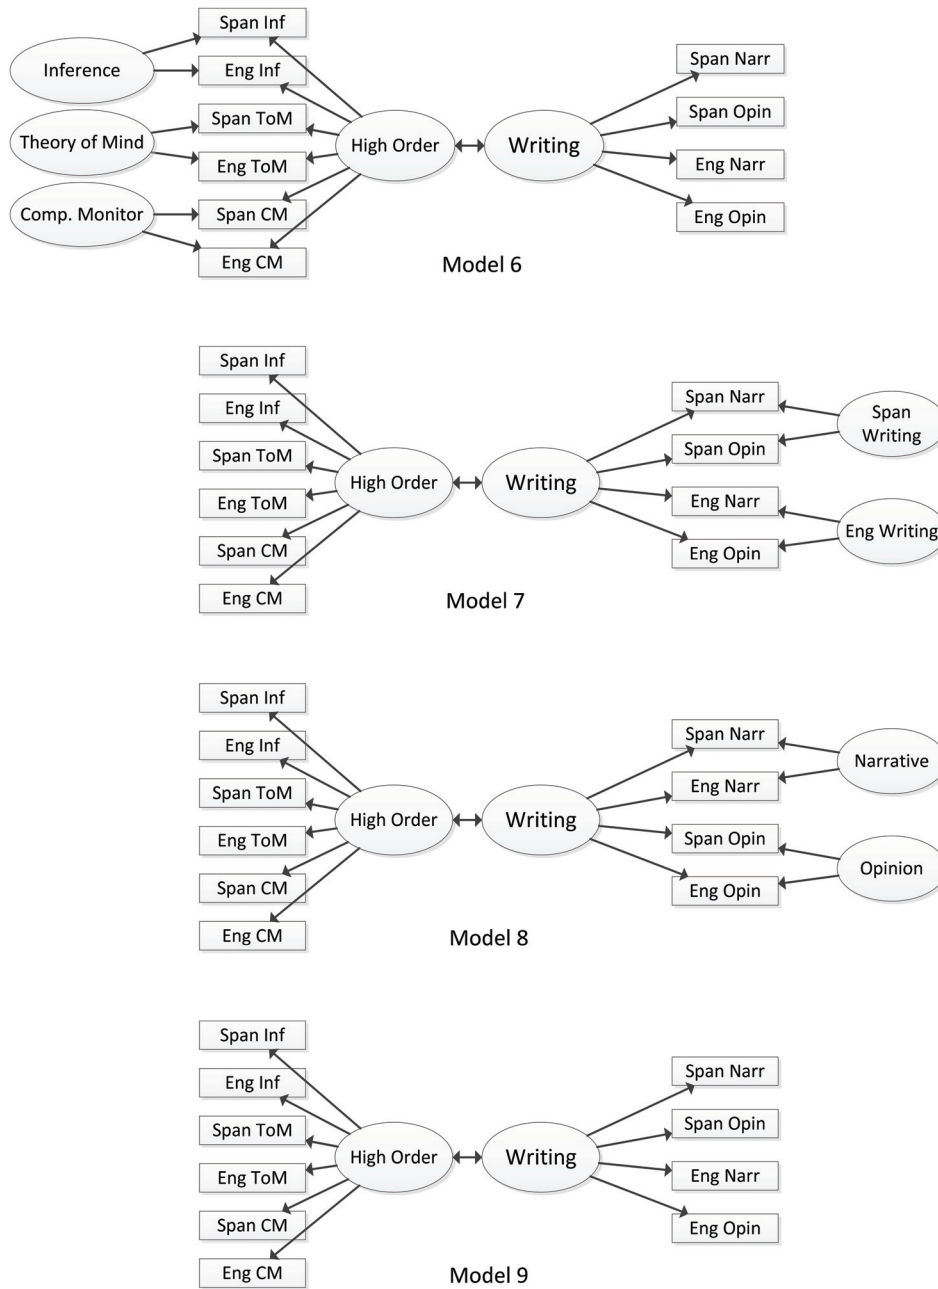 Span Inf
Inference
Eng Inf
Span ToM
Theory of Mind
Eng ToM
Comp. Monitor
Span CM
Eng CM
High Order
Writing
Span Narr
Span Opin
Eng Narr
Eng Opin
Model 6
Span Inf
Eng Inf
Span ToM
Eng ToM
Span CM
Eng CM
High Order
Writing
Span Narr
Span Opin
Eng Narr
Eng Opin
Span
Writing
Eng Writing
Model 7
Span Inf
Eng Inf
Span ToM
Eng ToM
Span CM
Eng CM
High Order
Writing
Span Narr
Eng Narr
Span Opin
Eng Opin
Narrative
Opinion
Model 8
Span Inf
Eng Inf
Span ToM
Eng ToM
Span CM
Eng CM
High Order
Writing
Span Narr
Span Opin
Eng Narr
Eng Opin
Model 9